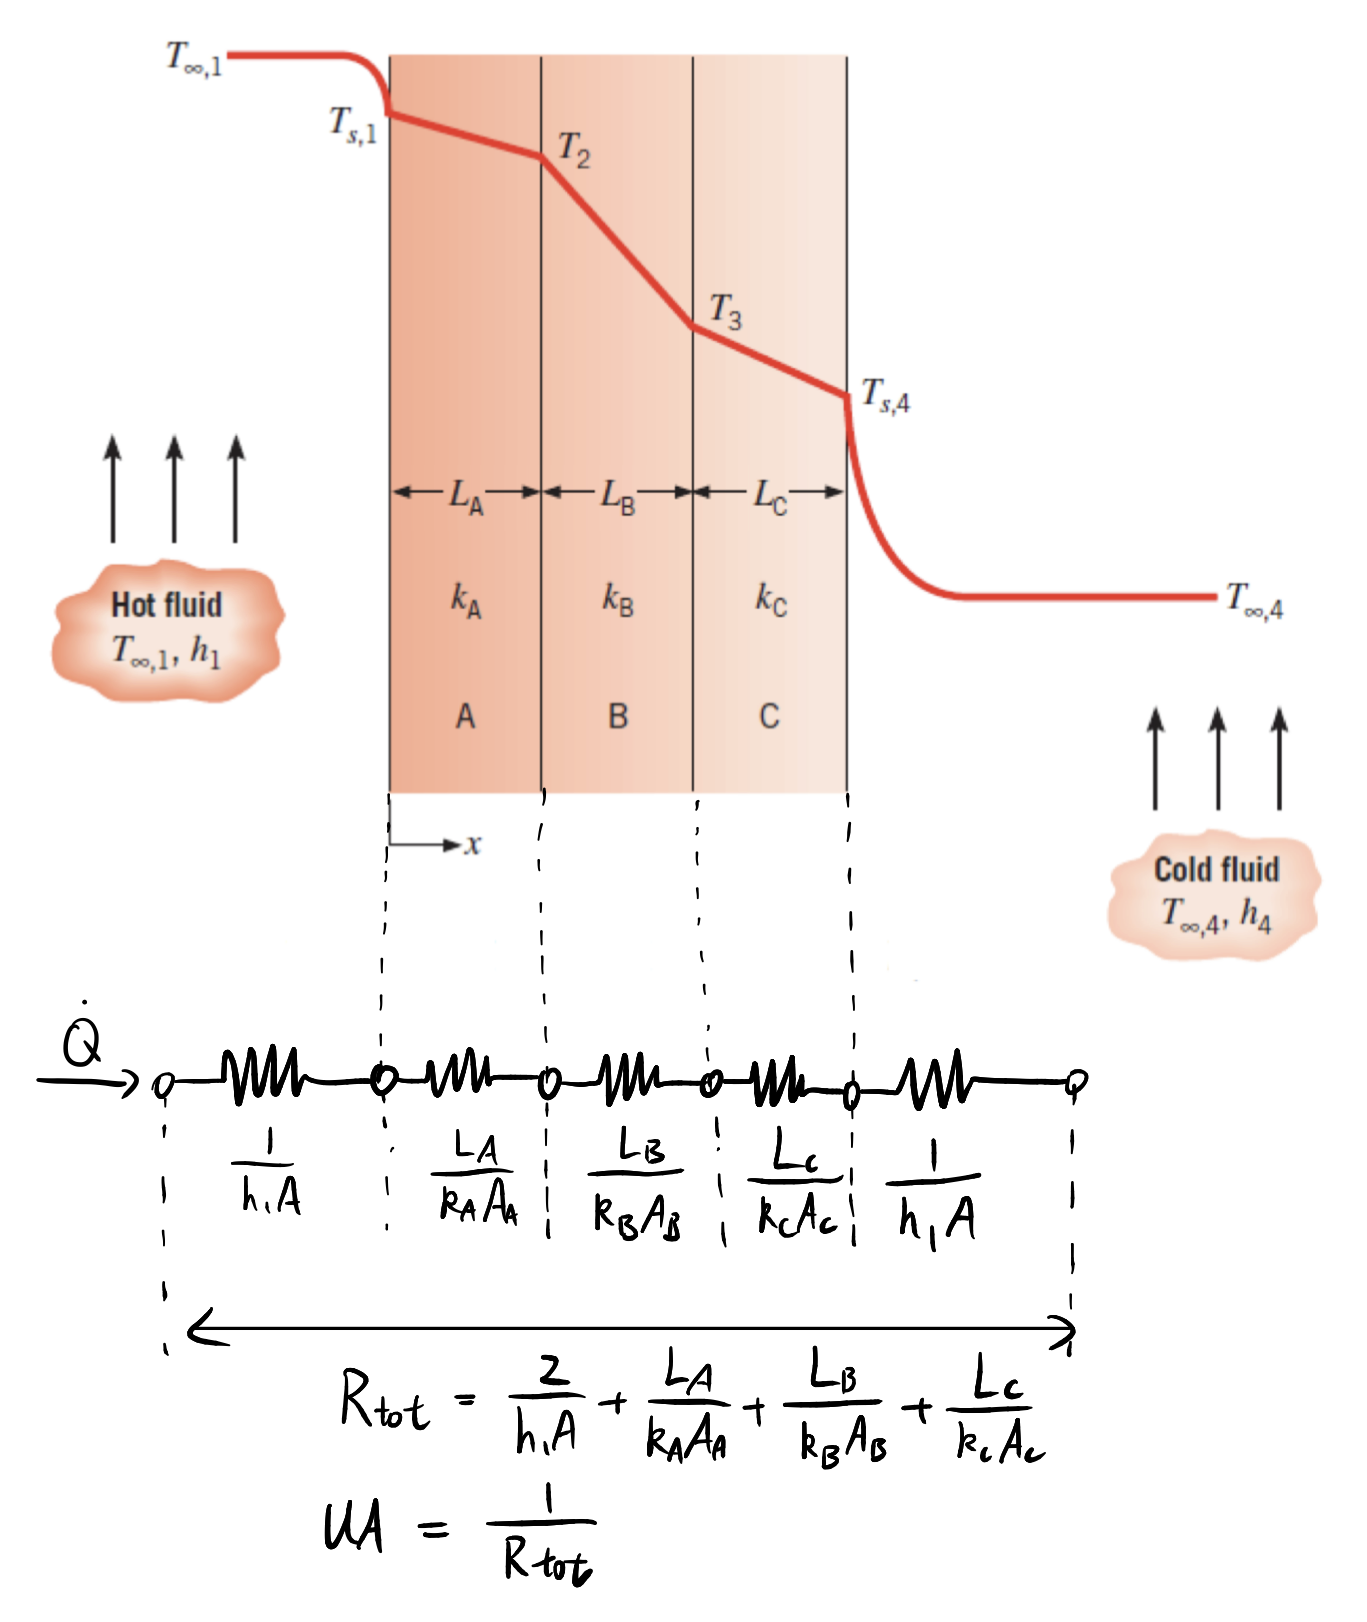 T∞,1
Ts,1
T2
T3
Ts,4
LA LB LC
Hot fluid
T∞,1, h1
kA kB kC
T∞,4
A B C
x
Cold fluid
T∞,4, h4
Q̇
1/h1A LA/kAAA LB/kBAB Lc/kcAc 1/h1A
Rtot = 2/h1A + LA/kAAA + LB/kBAB + Lc/kcAc
UA = 1/Rtot